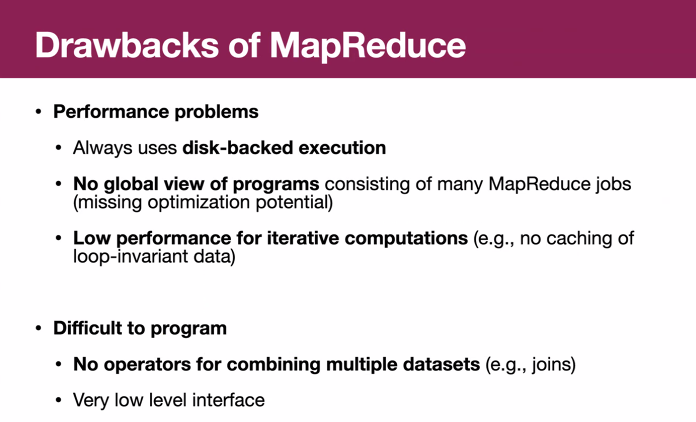 Drawbacks of MapReduce
• Performance problems
• Always uses disk-backed execution
• No global view of programs consisting of many MapReduce jobs
(missing optimization potential)
• Low performance for iterative computations (e.g., no caching of
loop-invariant data)
• Difficult to program
• No operators for combining multiple datasets (e.g., joins)
• Very low level interface